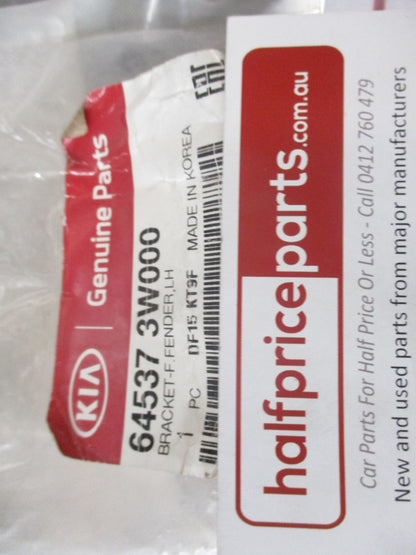 KIA Genuine Parts
64537 3W000
BRACKET-F.FENDER,LH
1 PC DF15 KT9F MADE IN KOREA
halfpriceparts.com.au
Car Parts For Half Price Or Less - Call 0412 760 479
New and used parts from major manufacturers